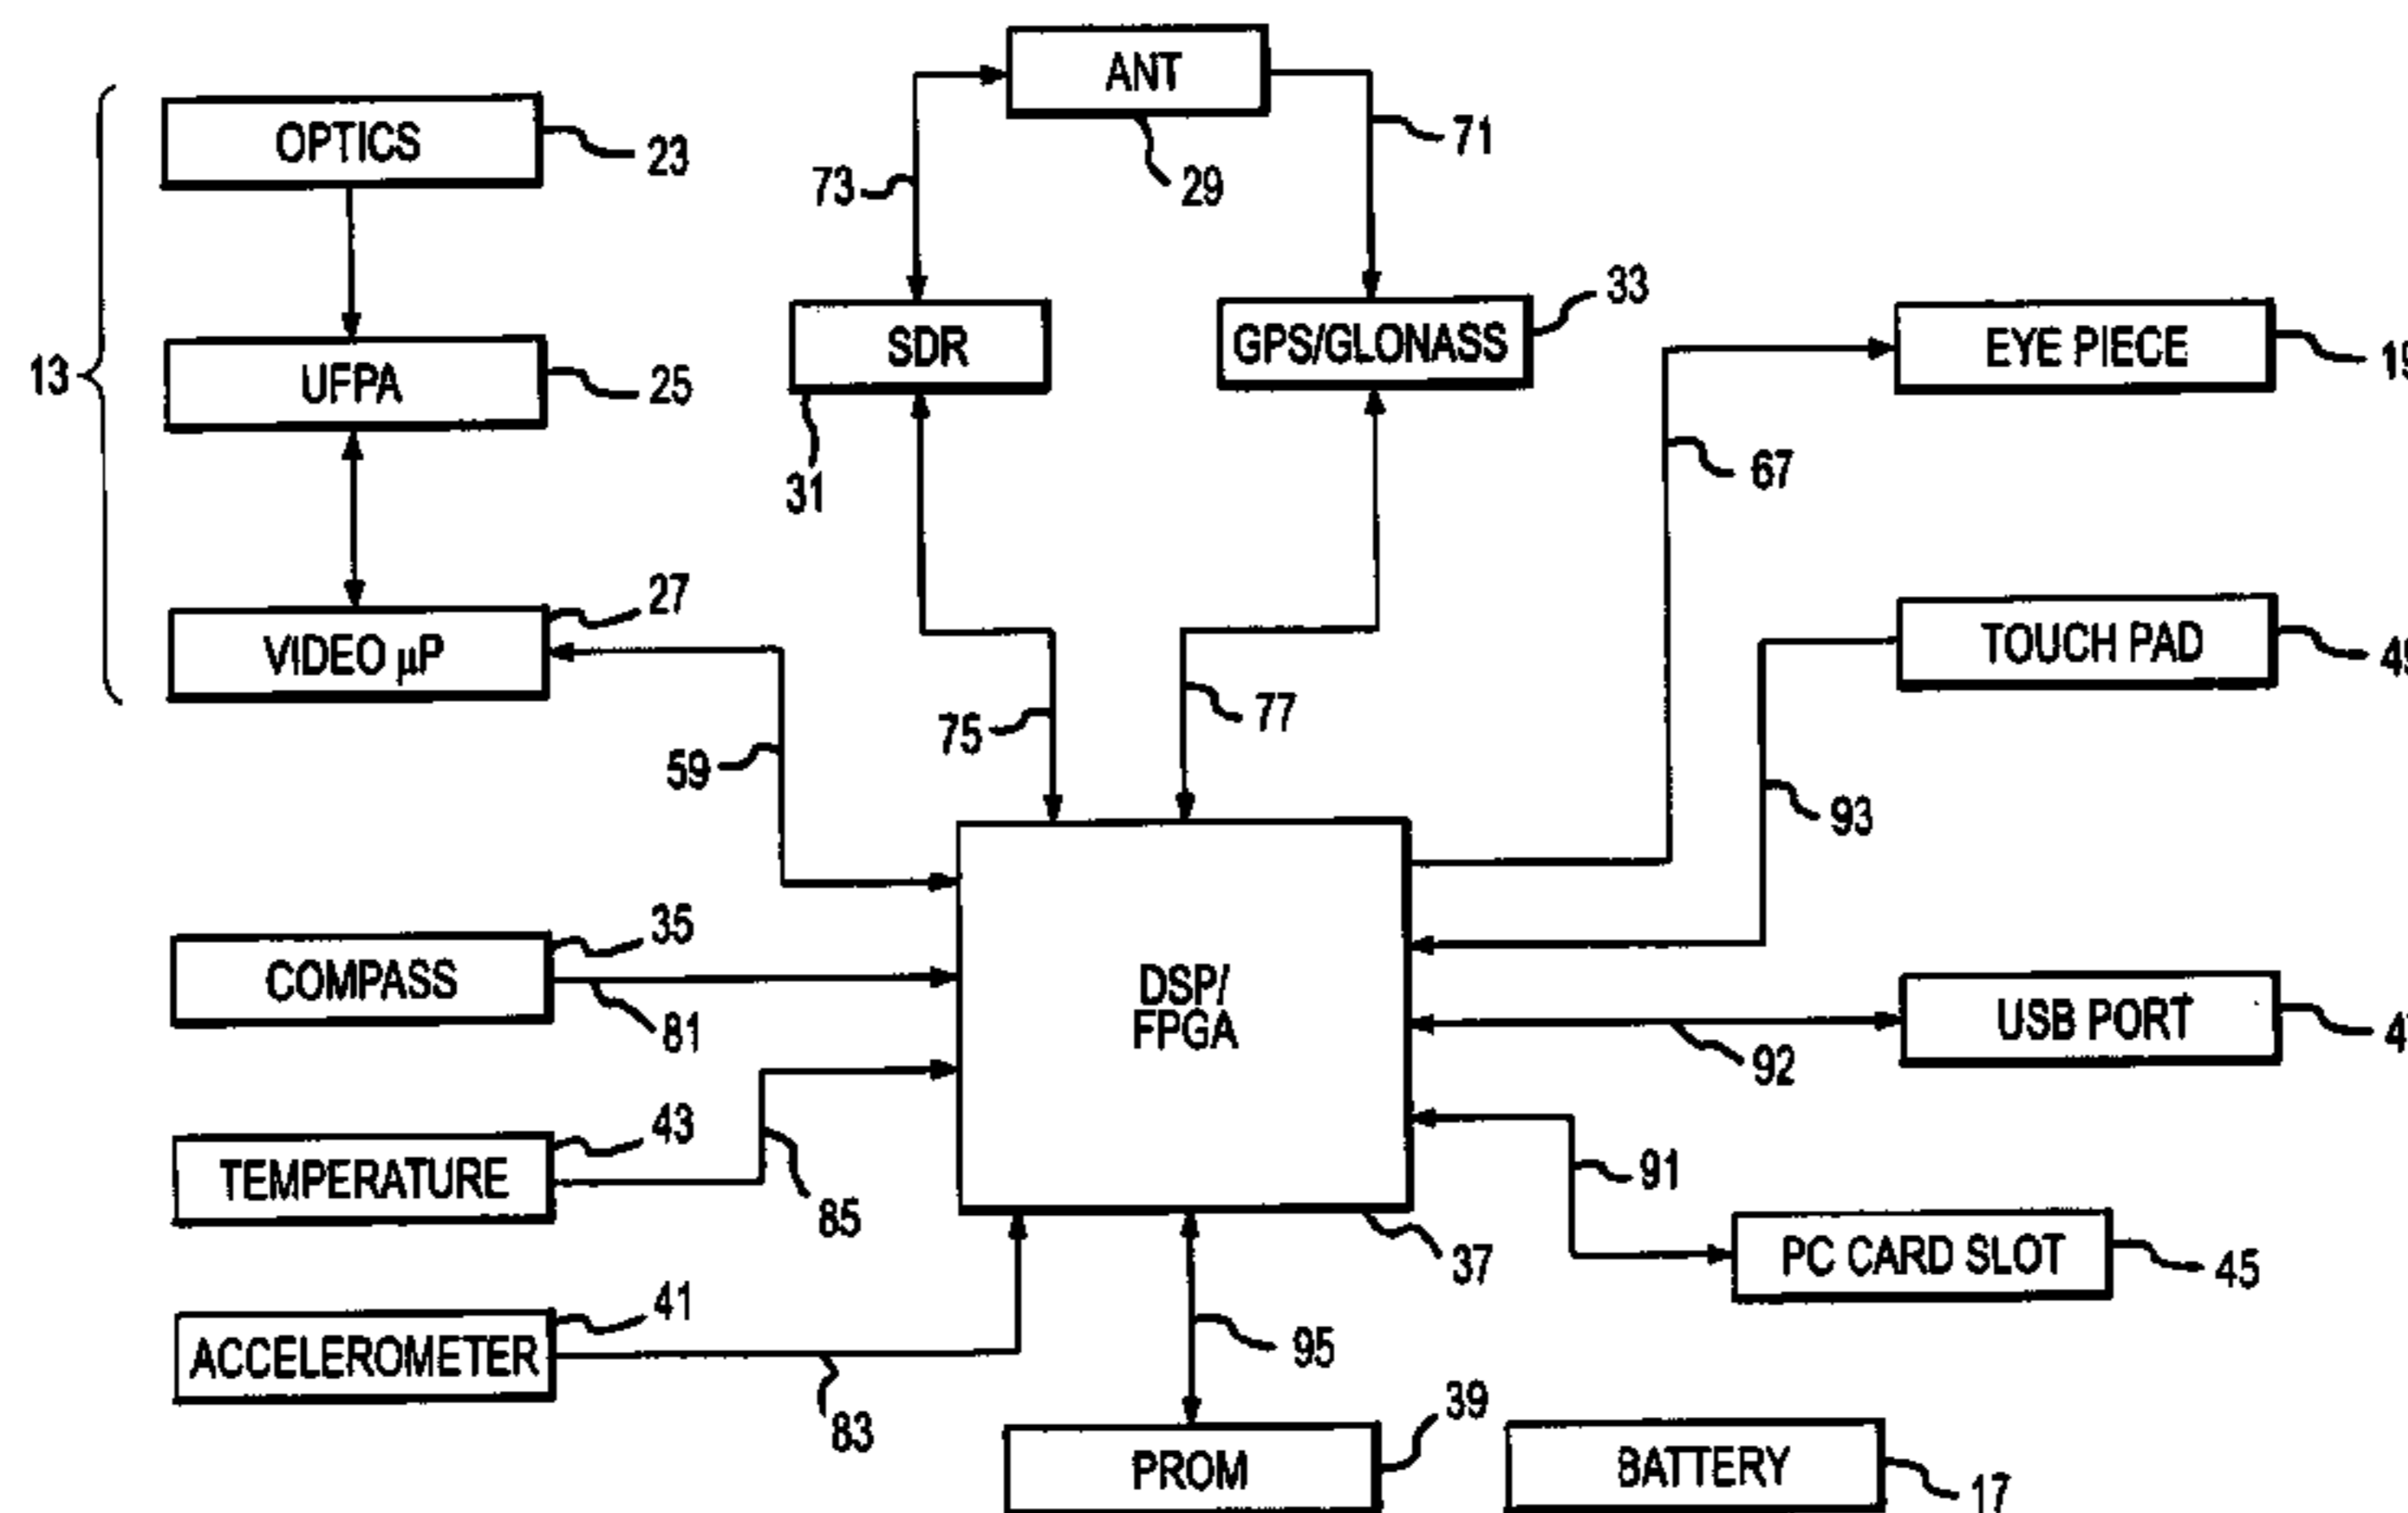 ANT
OPTICS
23
71
73
29
33
SDR
GPS/GLONASS
EYE PIECE
13
UFPA
25
67
31
27
VIDEO µP
TOUCH PAD
75
77
59
93
35
COMPASS
DSP/
FPGA
USB PORT
81
92
43
TEMPERATURE
85
91
37
PC CARD SLOT
45
41
ACCELEROMETER
95
83
39
PROM
BATTERY
17